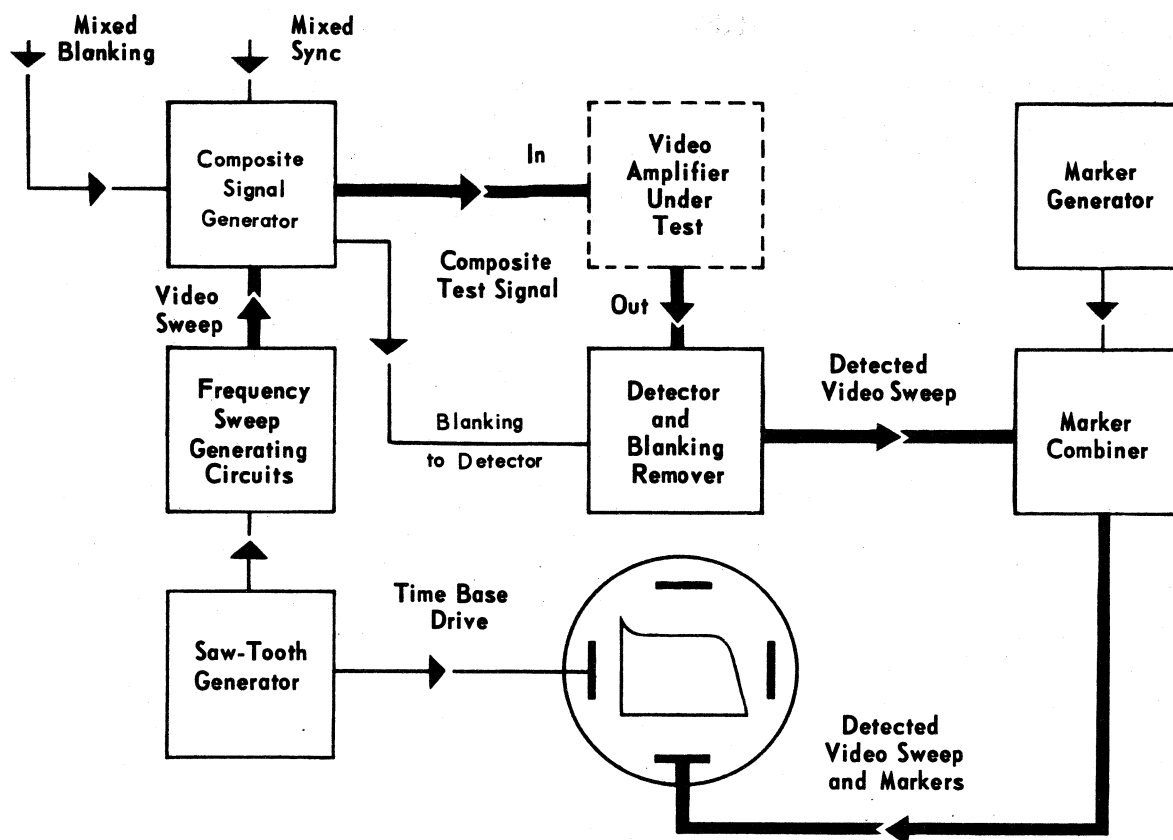 Mixed
Blanking
Mixed
Sync
Composite
Signal
Generator
In
Video
Amplifier
Under
Test
Marker
Generator
Composite
Test Signal
Video
Sweep
Out
Frequency
Sweep
Generating
Circuits
Blanking
to Detector
Detector
and
Blanking
Remover
Detected
Video Sweep
Marker
Combiner
Saw-Tooth
Generator
Time Base
Drive
Detected
Video Sweep
and Markers